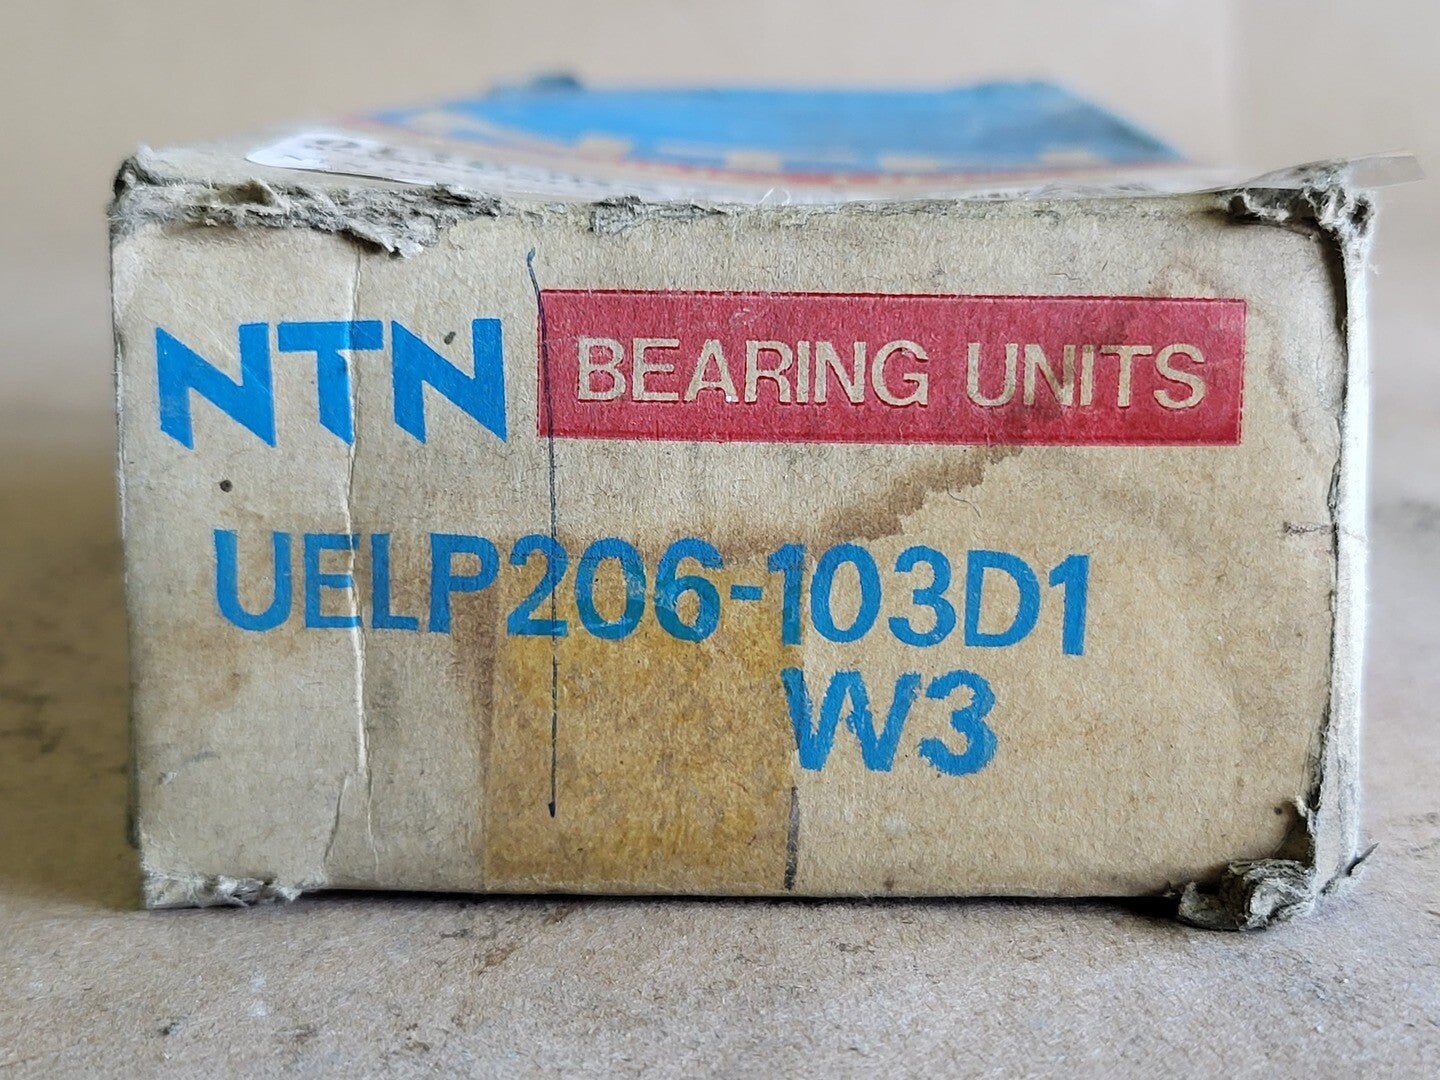 NTN BEARING UNITS
UELP206-103D1
W3